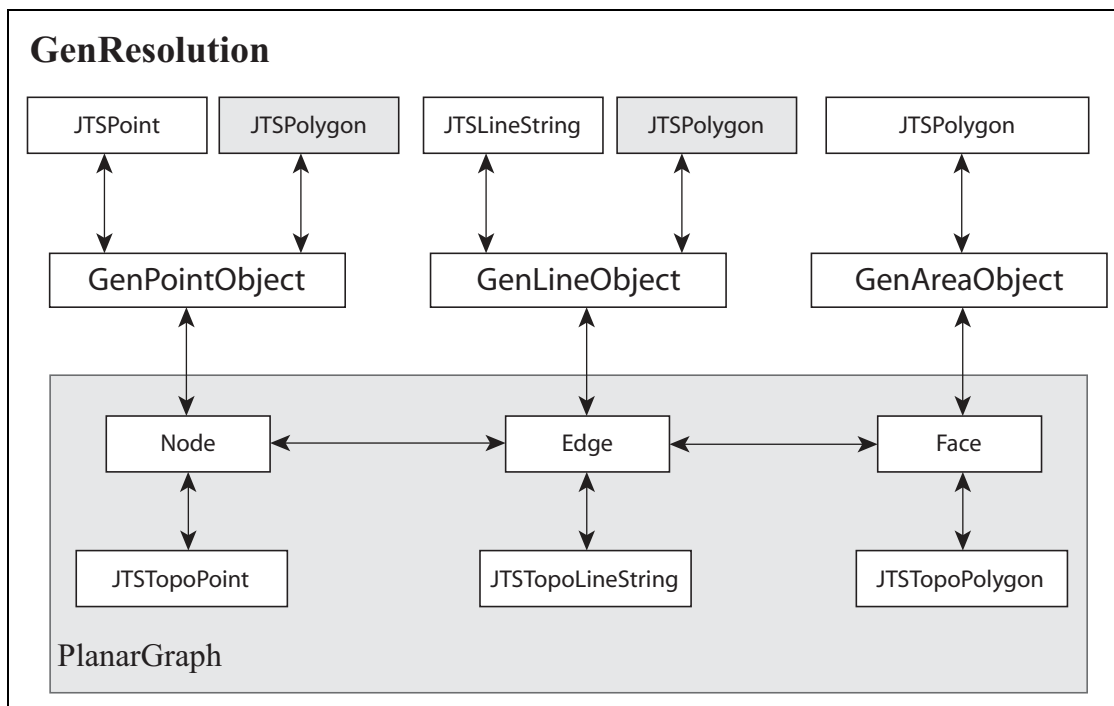 GenResolution
JTSPoint
JTSPolygon
JTSLineString
JTSPolygon
JTSPolygon
GenPointObject
GenLineObject
GenAreaObject
Node
Edge
Face
JTSTopoPoint
JTSTopoLineString
JTSTopoPolygon
PlanarGraph